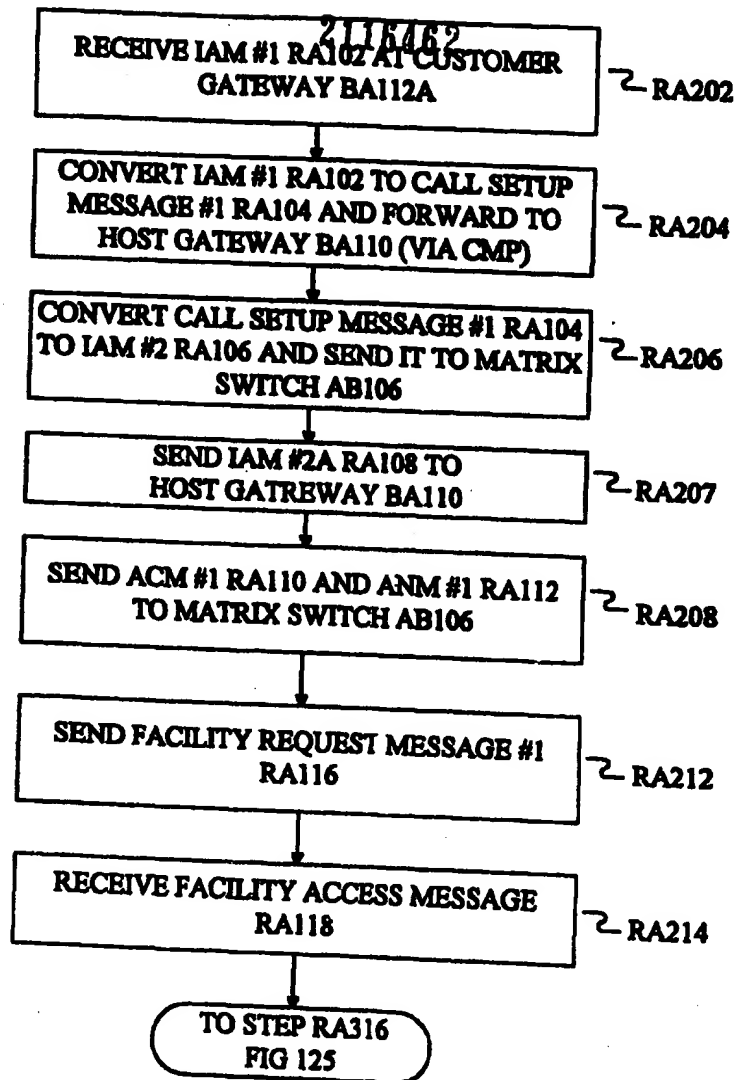 2116462
RECEIVE IAM #1 RA102 AT CUSTOMER
GATEWAY BA112A
RA202
CONVERT IAM #1 RA102 TO CALL SETUP
MESSAGE #1 RA104 AND FORWARD TO
HOST GATEWAY BA110 (VIA CMP)
RA204
CONVERT CALL SETUP MESSAGE #1 RA104
TO IAM #2 RA106 AND SEND IT TO MATRIX
SWITCH AB106
RA206
SEND IAM #2A RA108 TO
HOST GATREWAY BA110
RA207
SEND ACM #1 RA110 AND ANM #1 RA112
TO MATRIX SWITCH AB106
RA208
SEND FACILITY REQUEST MESSAGE #1
RA116
RA212
RECEIVE FACILITY ACCESS MESSAGE
RA118
RA214
TO STEP RA316
FIG 125